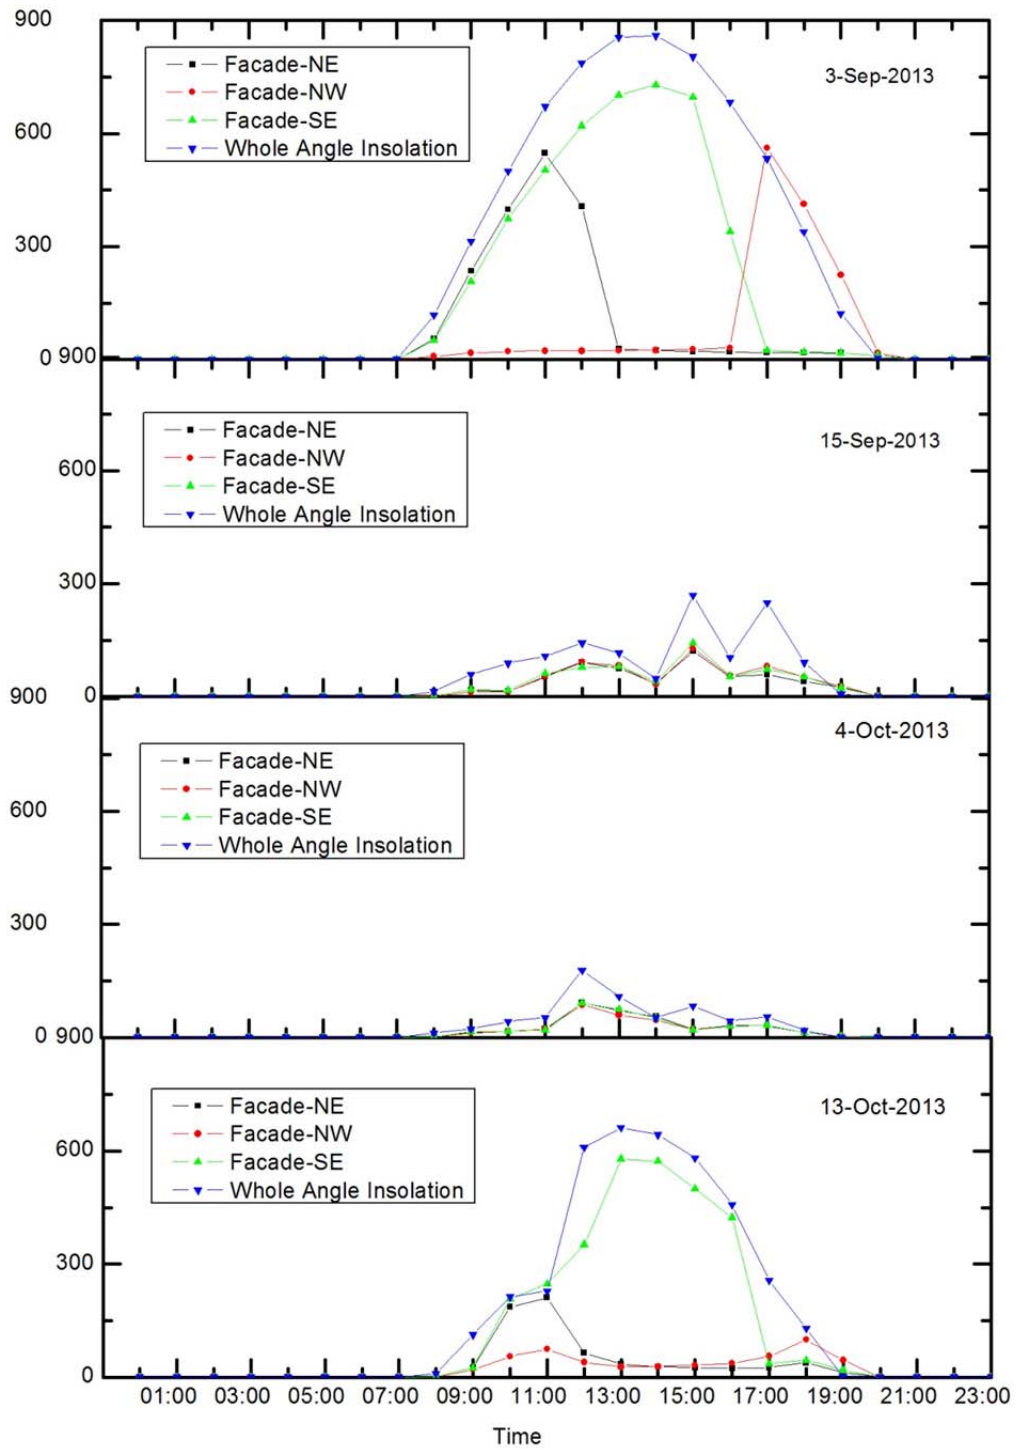 900
3-Sep-2013
Facade-NE
Facade-NW
Facade-SE
Whole Angle Insolation
600
300
0 900
15-Sep-2013
Facade-NE
Facade-NW
Facade-SE
Whole Angle Insolation
600
300
900 0
4-Oct-2013
Facade-NE
Facade-NW
Facade-SE
Whole Angle Insolation
600
300
0 900
13-Oct-2013
Facade-NE
Facade-NW
Facade-SE
Whole Angle Insolation
600
300
0
01:00 03:00 05:00 07:00 09:00 11:00 13:00 15:00 17:00 19:00 21:00 23:00
Time